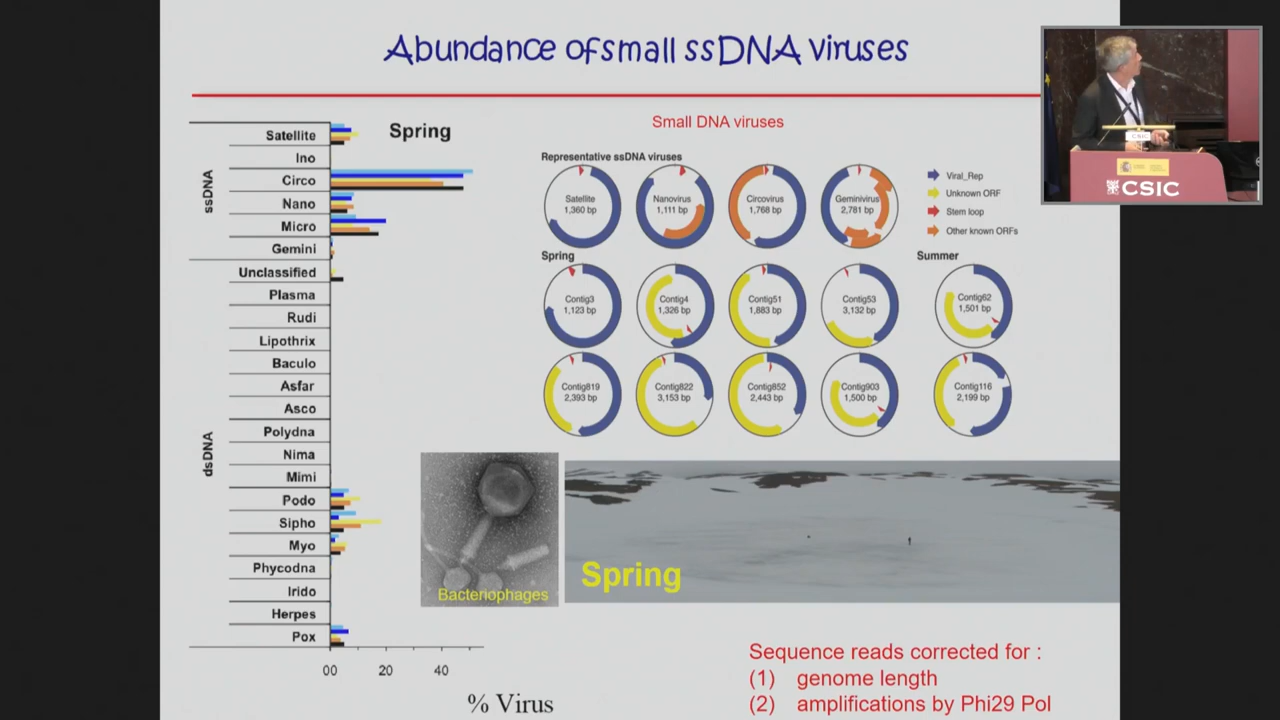 Abundance of small ssDNA viruses
Small DNA viruses
Spring
ssDNA
Satellite
Ino
Circo
Nano
Micro
Gemini
Unclassified
dsDNA
Plasma
Rudi
Lipothrix
Baculo
Asfar
Asco
Polydna
Nima
Mimi
Podo
Sipho
Myo
Phycodna
Irido
Herpes
Pox
00 20 40
% Virus
Representative ssDNA viruses
Satellite
1,360 bp
Nanovirus
1,111 bp
Circovirus
1,768 bp
Geminivirus
2,781 bp
Viral_Rep
Unknown ORF
Stem loop
Other known ORFs
Spring
Summer
Contig3
1,123 bp
Contig4
1,326 bp
Contig51
1,883 bp
Contig53
3,132 bp
Contig62
1,501 bp
Contig819
2,393 bp
Contig822
3,153 bp
Contig852
2,443 bp
Contig903
1,500 bp
Contig116
2,199 bp
Bacteriophages
Spring
Sequence reads corrected for :
(1) genome length
(2) amplifications by Phi29 Pol
CSIC
CSIC